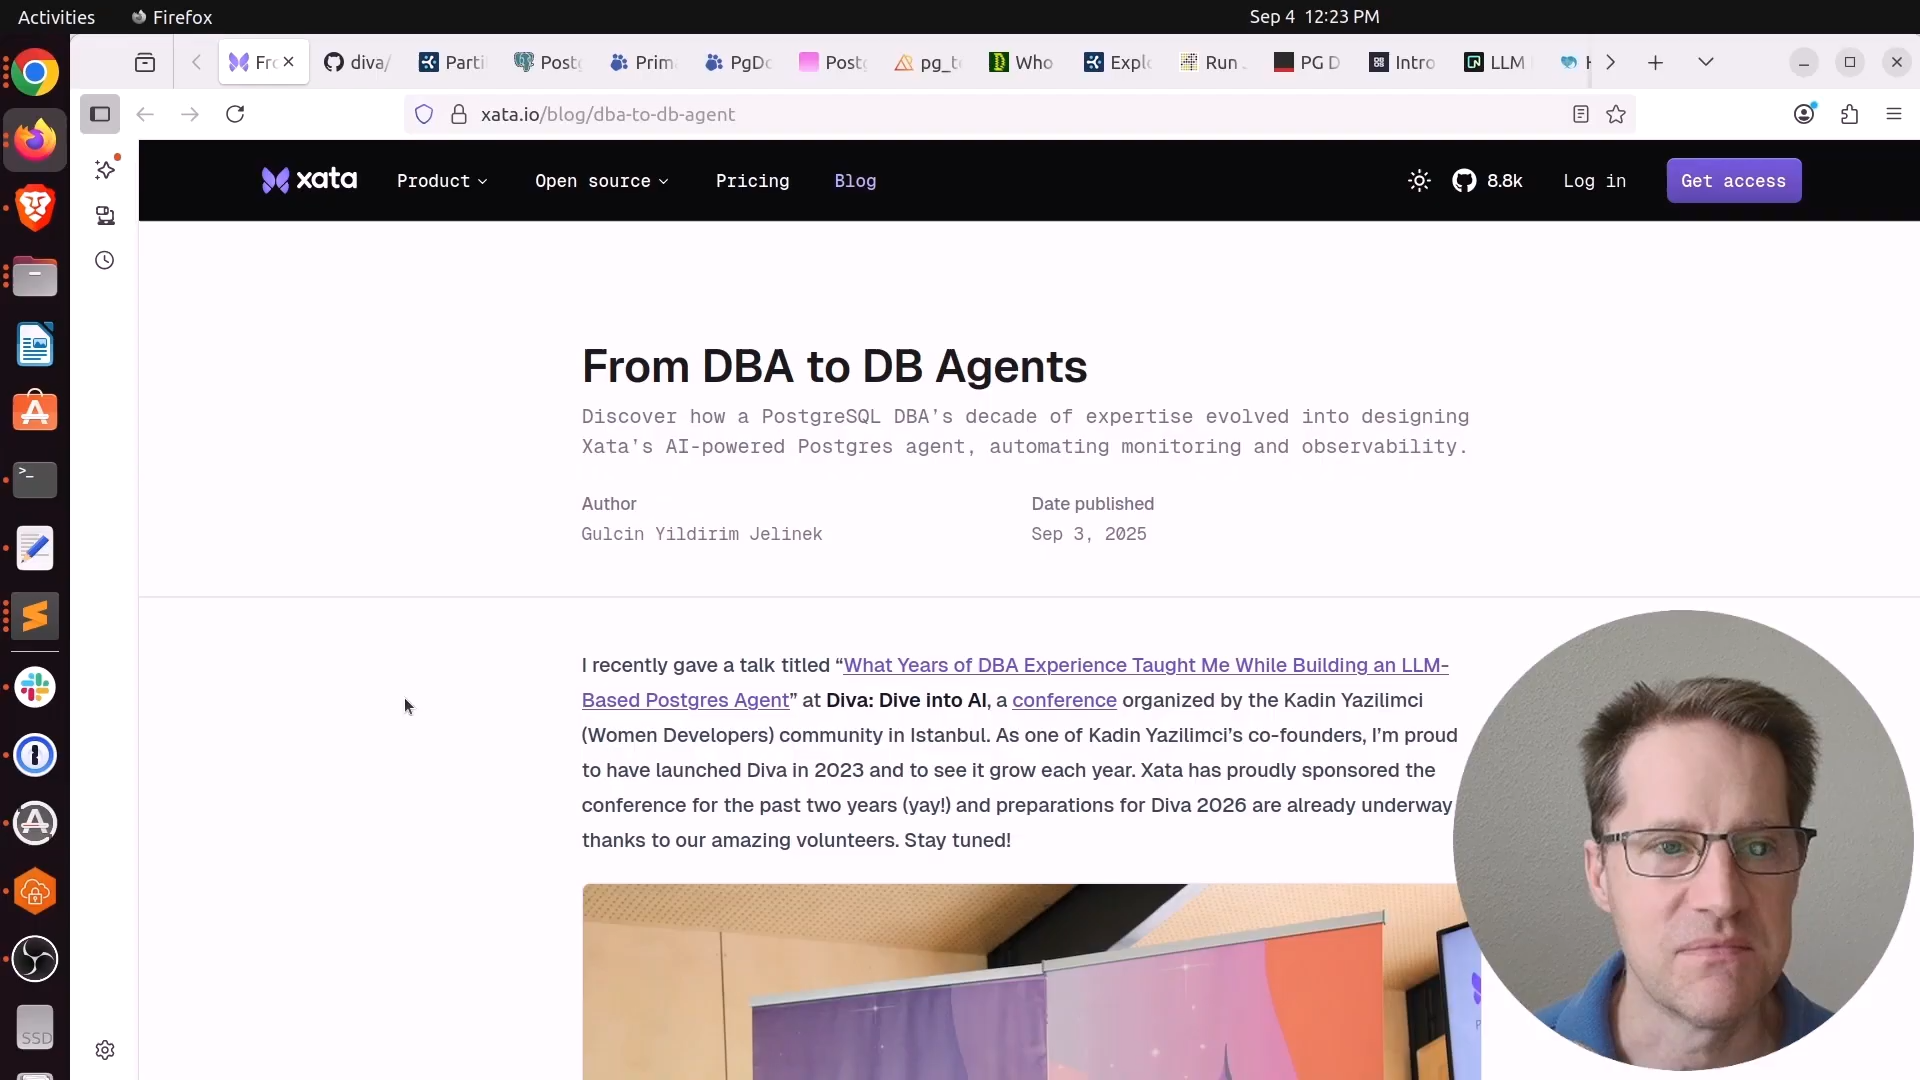 Activities
Firefox
Sep 4 12:23 PM
Frc
diva/
Parti
Postg
Prim
PgDo
Postg
pg_te
Who
Explo
Run
PG D
Intro
LLM
xata.io/blog/dba-to-db-agent
xata
Product
Open source
Pricing
Blog
8.8k
Log in
Get access
From DBA to DB Agents
Discover how a PostgreSQL DBA's decade of expertise evolved into designing
Xata's AI-powered Postgres agent, automating monitoring and observability.
Author
Date published
Gulcin Yildirim Jelinek
Sep 3, 2025
I recently gave a talk titled “What Years of DBA Experience Taught Me While Building an LLM-
Based Postgres Agent” at Diva: Dive into AI, a conference organized by the Kadin Yazilimci
(Women Developers) community in Istanbul. As one of Kadin Yazilimci’s co-founders, I’m proud
to have launched Diva in 2023 and to see it grow each year. Xata has proudly sponsored the
conference for the past two years (yay!) and preparations for Diva 2026 are already underway
thanks to our amazing volunteers. Stay tuned!
SSD